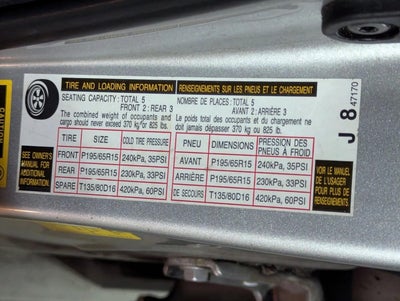 TIRE AND LOADING INFORMATION
SEATING CAPACITY: TOTAL 5
FRONT 2 : REAR 3
The combined weight of occupants and
cargo should never exceed 370 kg or 825 lbs.
RENSEIGNEMENTS SUR LES PNEUS ET LE CHARGEMENT
NOMBRE DE PLACES: TOTAL 5
AVANT 2 : ARRIÈRE 3
Le poids total des occupants et du chargement ne
doit jamais dépasser 370 kg ou 825 lb.
SEE OWNER'S
MANUAL FOR
ADDITIONAL
INFORMATION
TIRE SIZE COLD TIRE PRESSURE
FRONT P195/65R15 240kPa, 35PSI
REAR P195/65R15 230kPa, 33PSI
SPARE T135/80D16 420kPa, 60PSI
PNEU DIMENSIONS PRESSION DES PNEUS À FROID
AVANT P195/65R15 240kPa, 35PSI
ARRIÈRE P195/65R15 230kPa, 33PSI
DE SECOURS T135/80D16 420kPa, 60PSI
VOIR LE MANUEL
DE L'USAGER
POUR PLUS DE
RENSEIGNEMENTS
J 8 47170
CAUTION